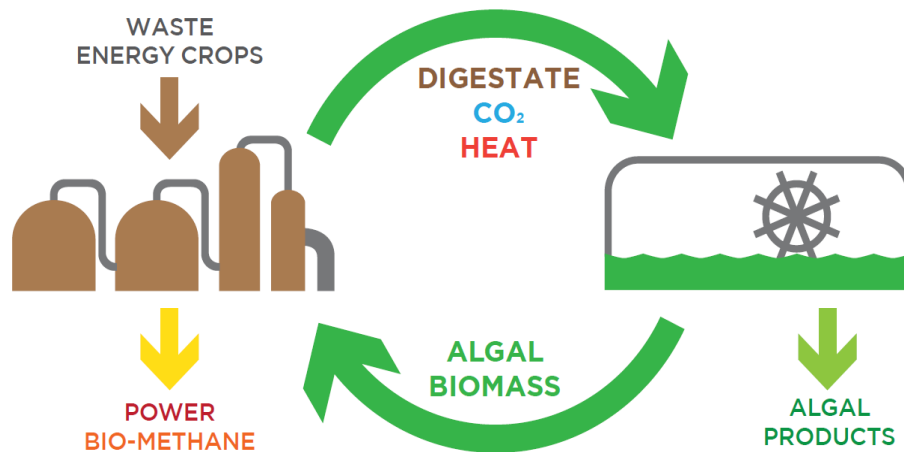 WASTE
ENERGY CROPS
DIGESTATE
CO₂
HEAT
ALGAL
BIOMASS
POWER
BIO-METHANE
ALGAL
PRODUCTS